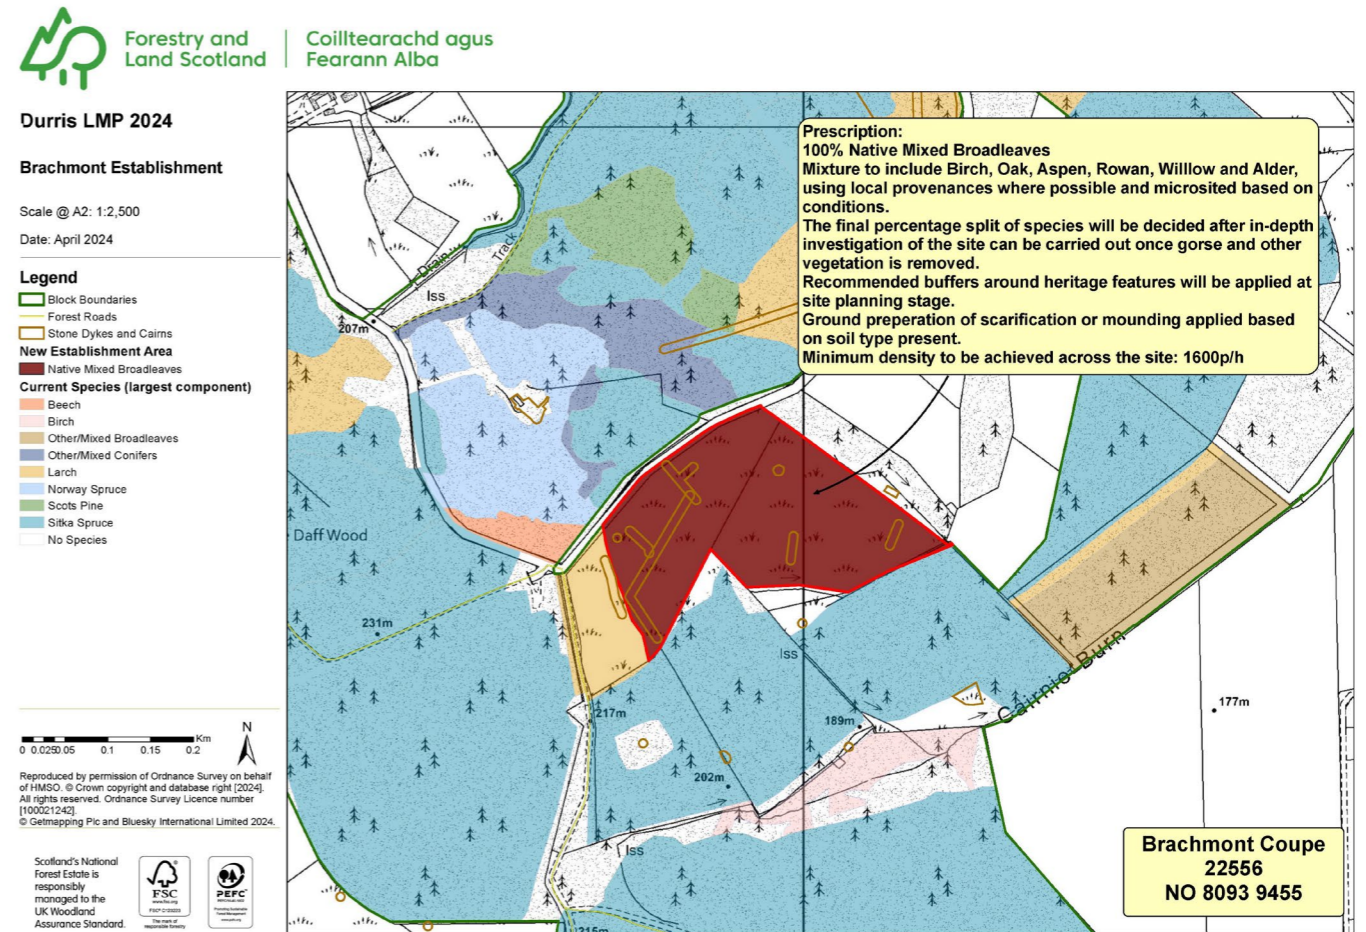 Forestry and
Land Scotland
Coilltearachd agus
Fearann Alba
Durris LMP 2024
Brachmont Establishment
Scale @ A2: 1:2,500
Date: April 2024
Legend
Block Boundaries
Forest Roads
Stone Dykes and Cairns
New Establishment Area
Native Mixed Broadleaves
Current Species (largest component)
Beech
Birch
Other/Mixed Broadleaves
Other/Mixed Conifers
Larch
Norway Spruce
Scots Pine
Sitka Spruce
No Species
Km
0 0.025 0.05 0.1 0.15 0.2
N
Reproduced by permission of Ordnance Survey on behalf
of HMSO. © Crown copyright and database right [2024].
All rights reserved. Ordnance Survey Licence number
[100021242].
© Getmapping Plc and Bluesky International Limited 2024.
Scotland's National
Forest Estate is
responsibly
managed to the
UK Woodland
Assurance Standard.
FSC
www.fsc.org
The mark of
responsible forestry
PEFC
Prescription:
100% Native Mixed Broadleaves
Mixture to include Birch, Oak, Aspen, Rowan, Willlow and Alder,
using local provenances where possible and microsited based on
conditions.
The final percentage split of species will be decided after in-depth
investigation of the site can be carried out once gorse and other
vegetation is removed.
Recommended buffers around heritage features will be applied at
site planning stage.
Ground preperation of scarification or mounding applied based
on soil type present.
Minimum density to be achieved across the site: 1600p/h
Drain
Track
Iss
207m
Daff Wood
231m
Iss
217m
189m
202m
Cairnie Burn
177m
Iss
215m
Brachmont Coupe
22556
NO 8093 9455